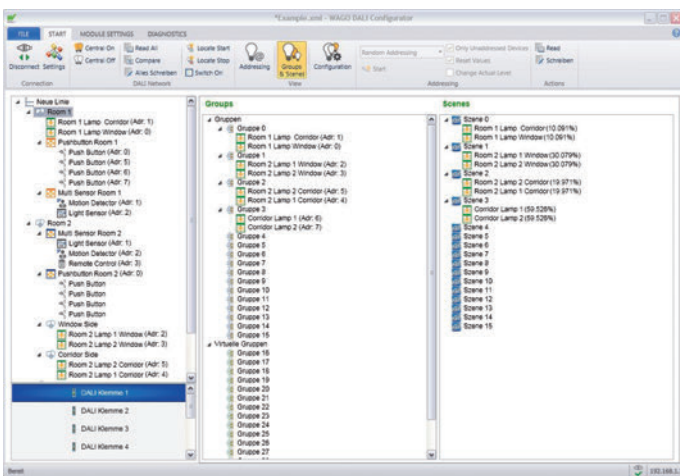 *Example.xml - WAGO DALI Configurator
FILE START MODULE SETTINGS DIAGNOSTICS
Disconnect Settings
Central On
Central Off
Read All
Compare
Alles Schreiben
Locate Start
Locate Stop
Switch On
Addressing
Groups & Scenes
Configuration
Random Addressing
Start
Only Unaddressed Devices
Reset Values
Change Actual Level
Read
Schreiben
Connection DALI Network View Addressing Actions
Neue Linie
Room 1
Room 1 Lamp Corridor (Adr: 1)
Room 1 Lamp Window (Adr: 0)
Pushbutton Room 1
Push Button (Adr: 0)
Push Button (Adr: 5)
Push Button (Adr: 6)
Push Button (Adr: 7)
Multi Sensor Room 1
Motion Detector (Adr: 1)
Light Sensor (Adr: 2)
Room 2
Multi Sensor Room 2
Light Sensor (Adr: 1)
Motion Detector (Adr: 2)
Remote Control (Adr: 3)
Pushbutton Room 2 (Adr: 0)
Push Button
Push Button
Push Button
Push Button
Window Side
Room 2 Lamp 1 Window (Adr: 2)
Room 2 Lamp 2 Window (Adr: 3)
Corridor Side
Room 2 Lamp 2 Corridor (Adr: 5)
Room 2 Lamp 1 Corridor (Adr: 4)
DALI Klemme 1
DALI Klemme 2
DALI Klemme 3
DALI Klemme 4
Groups
Gruppen
Gruppe 0
Room 1 Lamp Corridor (Adr: 1)
Room 1 Lamp Window (Adr: 0)
Gruppe 1
Room 2 Lamp 1 Window (Adr: 2)
Room 2 Lamp 2 Window (Adr: 3)
Gruppe 2
Room 2 Lamp 2 Corridor (Adr: 5)
Room 2 Lamp 1 Corridor (Adr: 4)
Gruppe 3
Corridor Lamp 1 (Adr: 6)
Corridor Lamp 2 (Adr: 7)
Gruppe 4
Gruppe 5
Gruppe 6
Gruppe 7
Gruppe 8
Gruppe 9
Gruppe 10
Gruppe 11
Gruppe 12
Gruppe 13
Gruppe 14
Gruppe 15
Virtuelle Gruppen
Gruppe 16
Gruppe 17
Gruppe 18
Gruppe 19
Gruppe 20
Gruppe 21
Gruppe 22
Gruppe 23
Gruppe 24
Gruppe 25
Gruppe 26
Gruppe 27
Scenes
Szene 0
Room 1 Lamp Corridor(10.091%)
Room 1 Lamp Window(10.091%)
Szene 1
Room 2 Lamp 1 Window(30.079%)
Room 2 Lamp 2 Window(30.079%)
Szene 2
Room 2 Lamp 2 Corridor(19.971%)
Room 2 Lamp 1 Corridor(19.971%)
Szene 3
Corridor Lamp 1(59.526%)
Corridor Lamp 2(59.526%)
Szene 4
Szene 5
Szene 6
Szene 7
Szene 8
Szene 9
Szene 10
Szene 11
Szene 12
Szene 13
Szene 14
Szene 15
Bereit